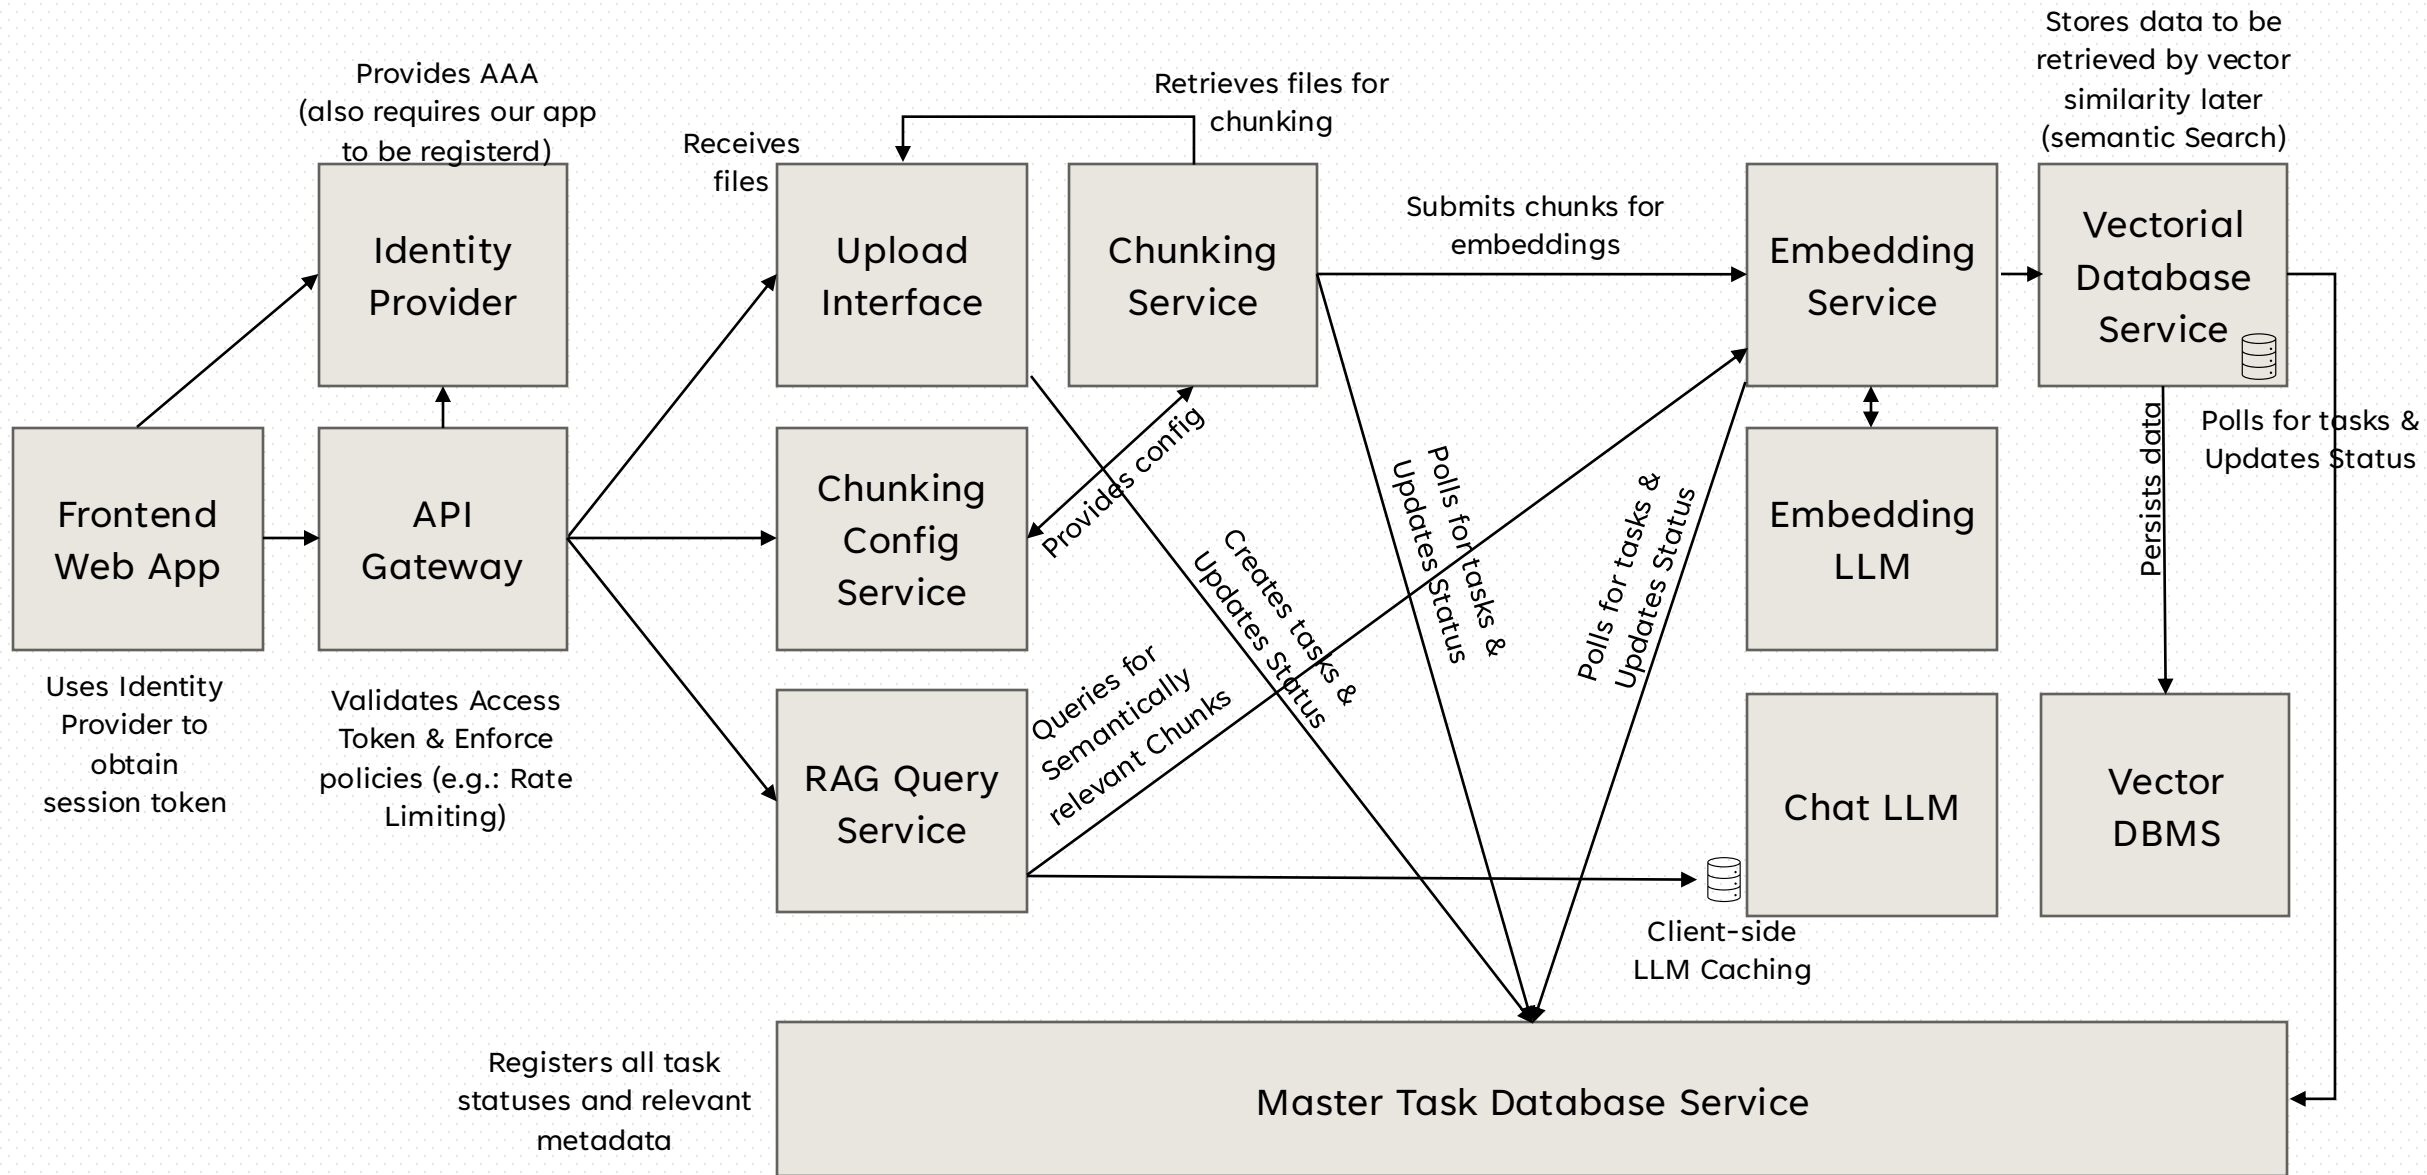 Provides AAA
(also requires our app
to be registerd)
Identity
Provider
Frontend
Web App
Uses Identity
Provider to
obtain
session token
API
Gateway
Validates Access
Token & Enforce
policies (e.g.: Rate
Limiting)
Receives
files
Upload
Interface
Retrieves files for
chunking
Chunking
Service
Chunking
Config
Service
Provides config
RAG Query
Service
Queries for
Semantically
relevant Chunks
Creates tasks &
Updates Status
Submits chunks for
embeddings
Polls for tasks &
Updates Status
Polls for tasks &
Updates Status
Embedding
Service
Embedding
LLM
Chat LLM
Client-side
LLM Caching
Stores data to be
retrieved by vector
similarity later
(semantic Search)
Vectorial
Database
Service
Persists data
Polls for tasks &
Updates Status
Vector
DBMS
Registers all task
statuses and relevant
metadata
Master Task Database Service